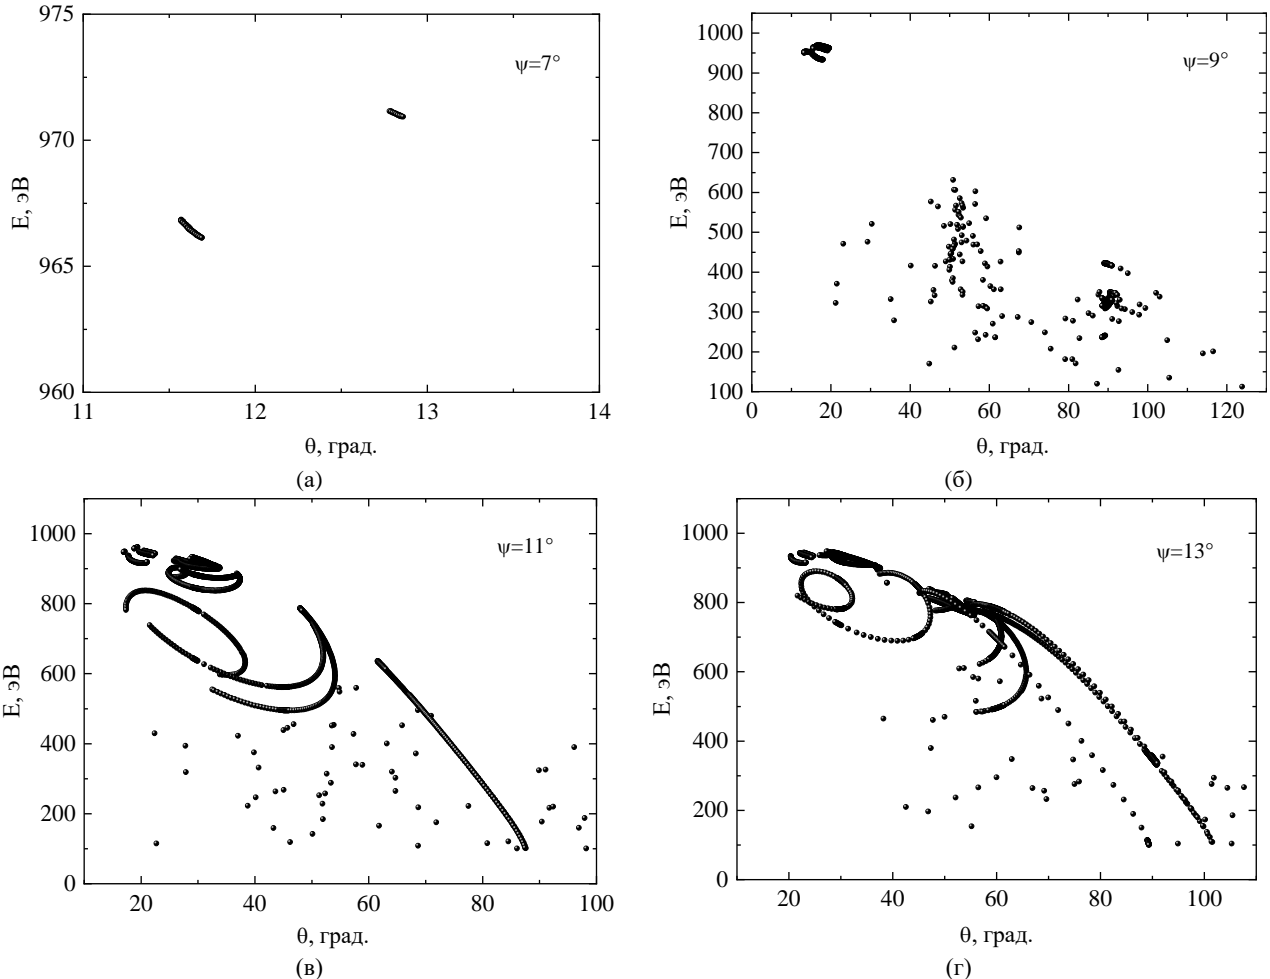 975
970
965
960
E, эВ
ψ=7°
11 12 13 14
θ, град.
(а)
1000
900
800
700
600
500
400
300
200
100
E, эВ
ψ=9°
0 20 40 60 80 100 120
θ, град.
(б)
1000
800
600
400
200
0
E, эВ
ψ=11°
20 40 60 80 100
θ, град.
(в)
1000
800
600
400
200
0
E, эВ
ψ=13°
20 40 60 80 100
θ, град.
(г)